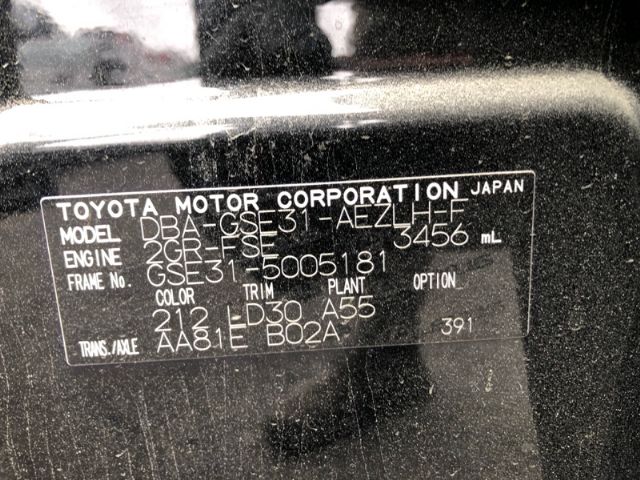 TOYOTA MOTOR CORPORATION JAPAN
MODEL DBA-GSE31-AEZLH-F
ENGINE 2GR-FSE 3456 mL
FRAME No. GSE31-5005181
COLOR TRIM PLANT OPTION
212 LD30 A55
TRANS./AXLE AA81E B02A 391